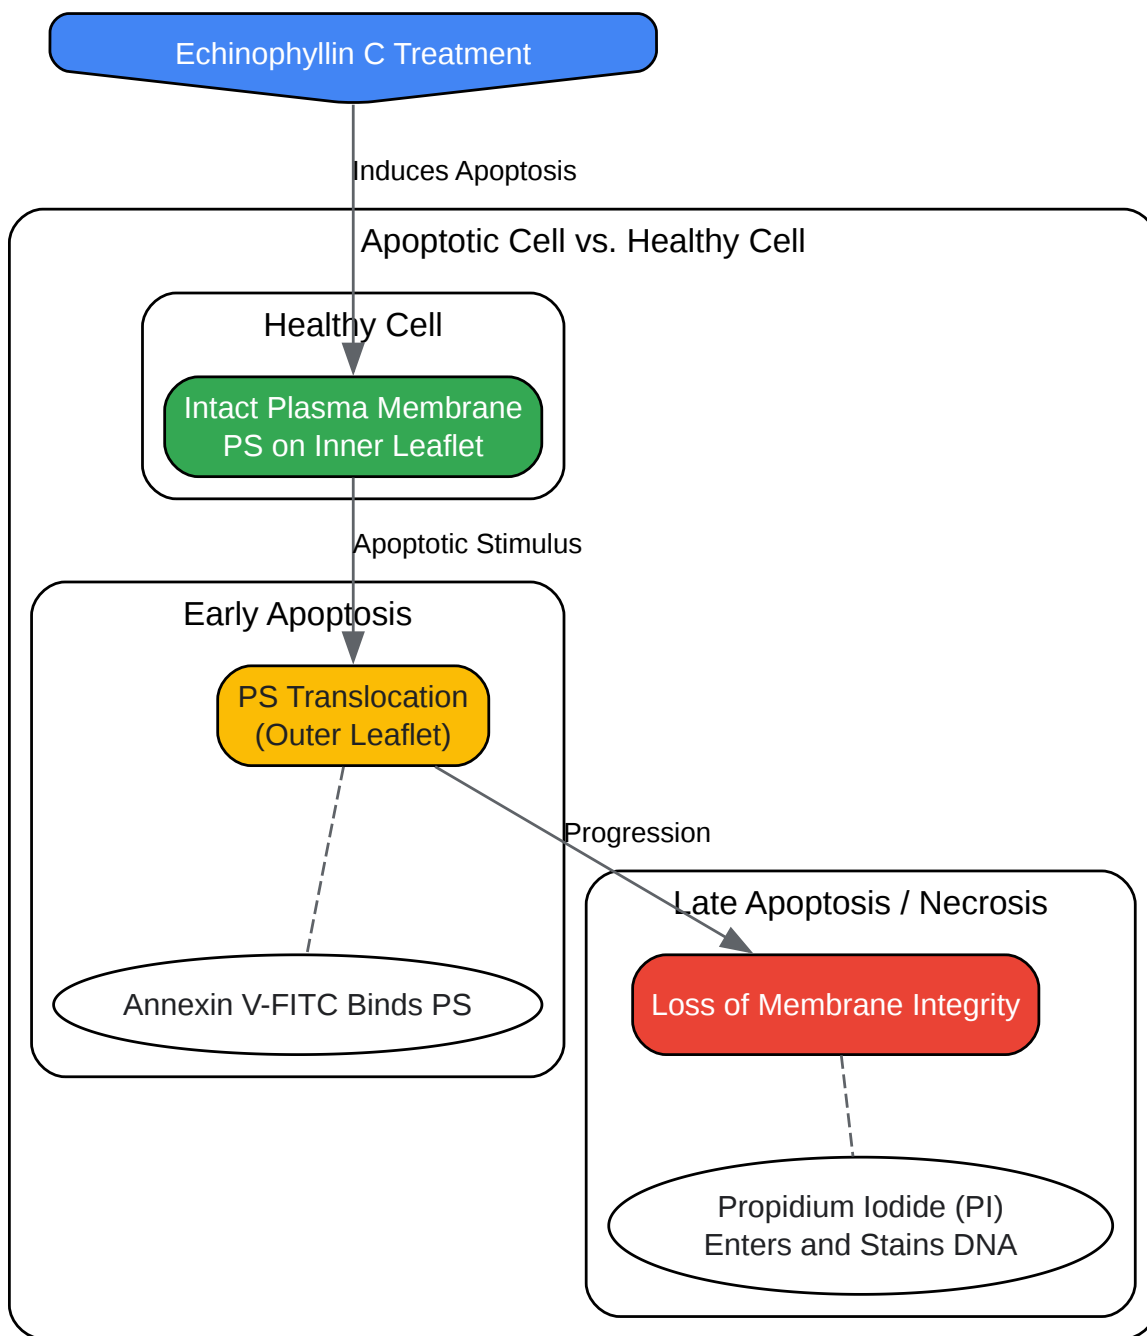 Echinophyllin C Treatment
Induces Apoptosis
Apoptotic Cell vs. Healthy Cell
Healthy Cell
Intact Plasma Membrane
PS on Inner Leaflet
Apoptotic Stimulus
Early Apoptosis
PS Translocation
(Outer Leaflet)
Progression
Late Apoptosis / Necrosis
Annexin V-FITC Binds PS
Loss of Membrane Integrity
Propidium Iodide (PI)
Enters and Stains DNA